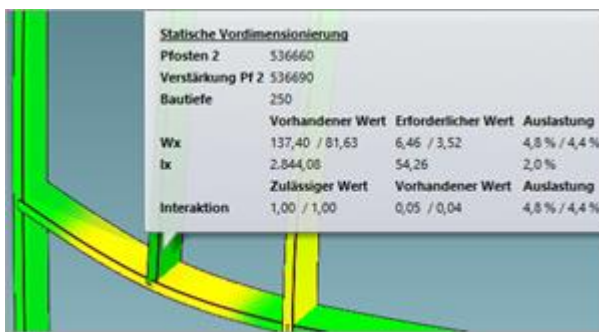 Statische Vordimensionierung
Pfosten 2 536660
Verstärkung Pf 2 536690
Bautiefe 250
Vorhandener Wert Erforderlicher Wert Auslastung
Wx 137,40 / 81,63 6,46 / 3,52 4,8 % / 4,4 %
Ix 2.844,08 54,26 2,0 %
Zulässiger Wert Vorhandener Wert Auslastung
Interaktion 1,00 / 1,00 0,05 / 0,04 4,8 % / 4,4 %